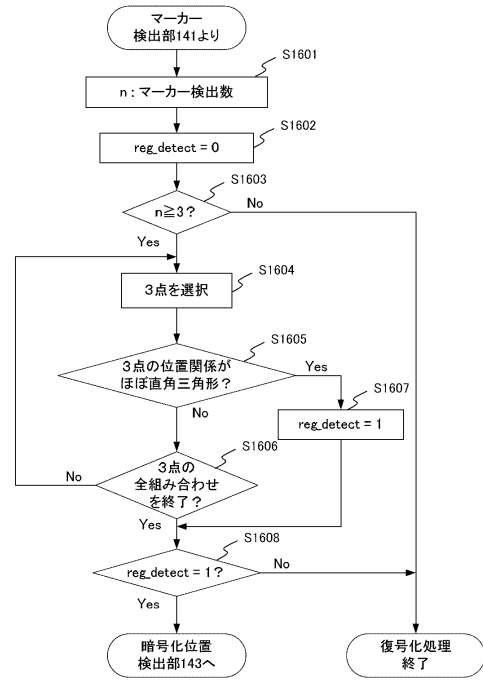 マーカー
検出部141より
S1601
n：マーカー検出数
S1602
reg_detect = 0
S1603
n≧3？
No
Yes
S1604
3点を選択
S1605
3点の位置関係が
ほぼ直角三角形？
Yes
S1607
No
reg_detect = 1
S1606
3点の
全組み合わせ
を終了？
No
Yes
S1608
reg_detect = 1？
No
Yes
暗号化位置
検出部143へ
復号化処理
終了